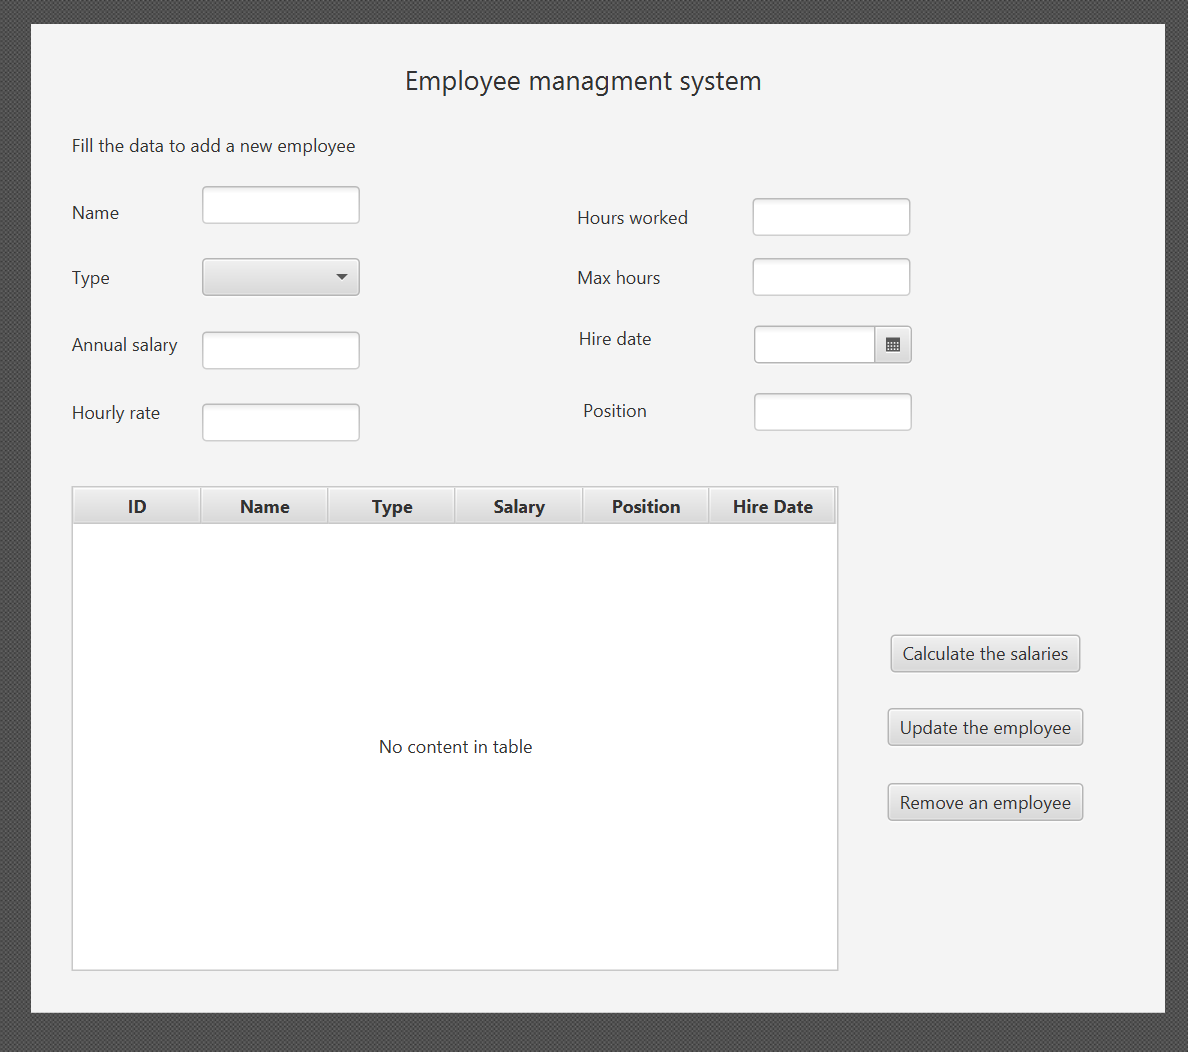 Employee managment system
Fill the data to add a new employee
Name
Hours worked
Type
Max hours
Annual salary
Hire date
Hourly rate
Position
ID Name Type Salary Position Hire Date
No content in table
Calculate the salaries
Update the employee
Remove an employee